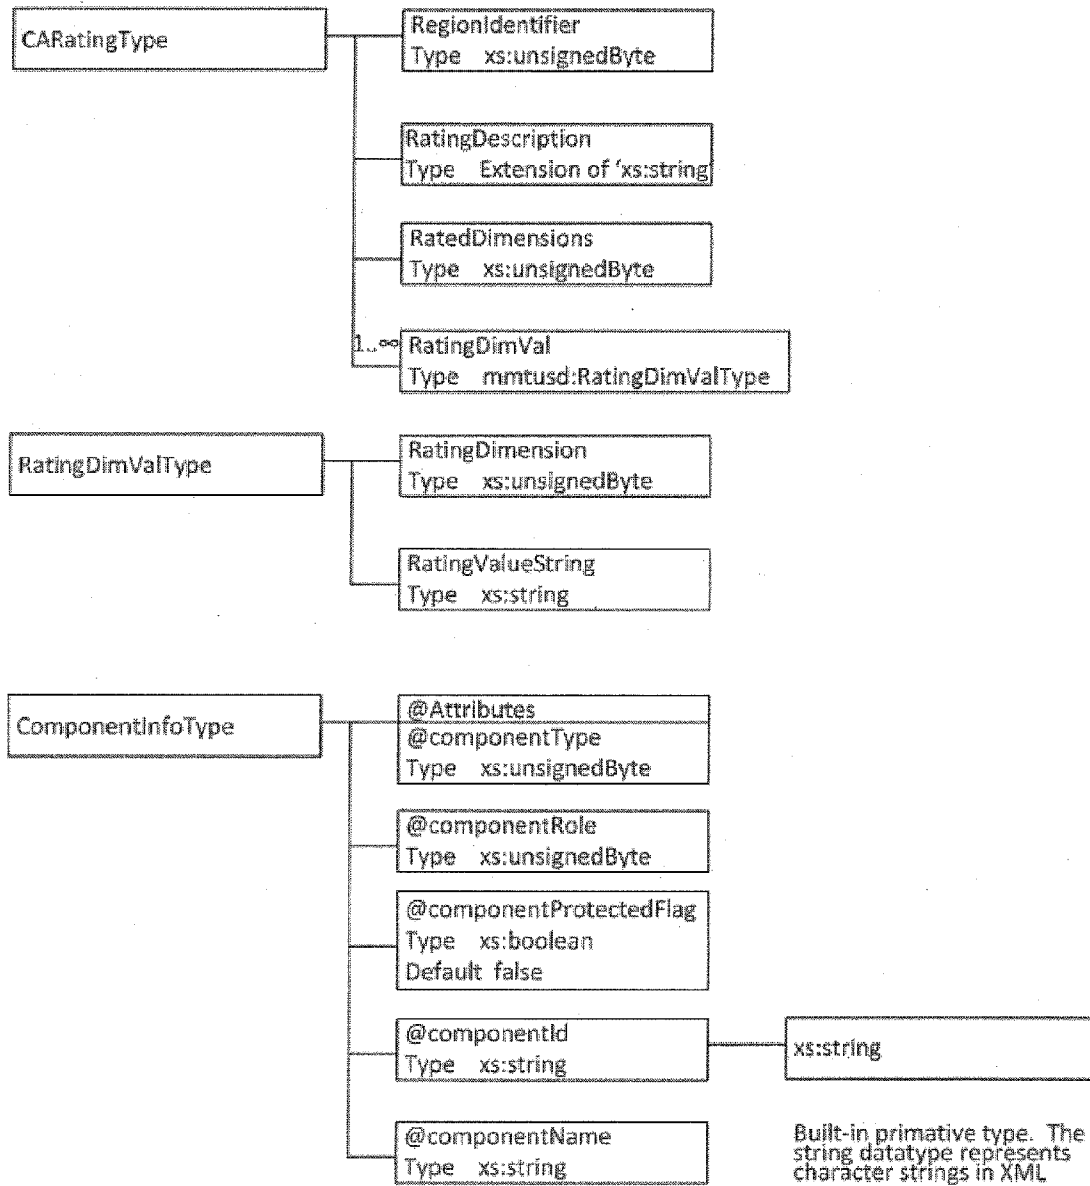 CARatingType
RegionIdentifier
Type xs:unsignedByte
RatingDescription
Type Extension of ‘xs:string
RatedDimensions
Type xs:unsignedByte
1..∞
RatingDimVal
Type mmtusd:RatingDimValType
RatingDimValType
RatingDimension
Type xs:unsignedByte
RatingValueString
Type xs:string
ComponentInfoType
@Attributes
@componentType
Type xs:unsignedByte
@componentRole
Type xs:unsignedByte
@componentProtectedFlag
Type xs:boolean
Default false
@componentId
Type xs:string
xs:string
@componentName
Type xs:string
Built-in primative type. The
string datatype represents
character strings in XML